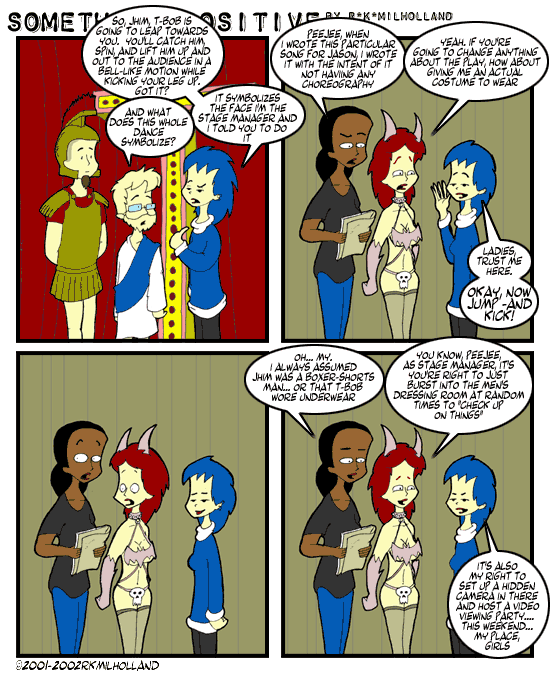 SOMETHING POSITIVE BY R*K*MILHOLLAND
SO, JHIM, T-BOB IS
GOING TO LEAP TOWARDS
YOU. YOU'LL CATCH HIM,
SPIN, AND LIFT HIM UP AND
OUT TO THE AUDIENCE IN A
BELL-LIKE MOTION WHILE
KICKING YOUR LEG UP.
GOT IT?
AND WHAT
DOES THIS WHOLE
DANCE
SYMBOLIZE?
IT SYMBOLIZES
THE FACE I'M THE
STAGE MANAGER AND
I TOLD YOU TO DO
IT
PEEJEE, WHEN
I WROTE THIS PARTICULAR
SONG FOR JASON, I WROTE
IT WITH THE INTENT OF IT
NOT HAVING ANY
CHOREOGRAPHY
YEAH. IF YOU'RE
GOING TO CHANGE ANYTHING
ABOUT THE PLAY, HOW ABOUT
GIVING ME AN ACTUAL
COSTUME TO WEAR
LADIES,
TRUST ME
HERE.
OKAY, NOW
JUMP -AND
KICK!
OH... MY.
I ALWAYS ASSUMED
JHIM WAS A BOXER-SHORTS
MAN... OR THAT T-BOB
WORE UNDERWEAR
YOU KNOW, PEEJEE,
AS STAGE MANAGER, IT'S
YOU'RE RIGHT TO JUST
BURST INTO THE MEN'S
DRESSING ROOM AT RANDOM
TIMES TO "CHECK UP
ON THINGS"
IT'S ALSO
MY RIGHT TO
SET UP A HIDDEN
CAMERA IN THERE
AND HOST A VIDEO
VIEWING PARTY....
THIS WEEKEND...
MY PLACE,
GIRLS
©2001-2002RKMILHOLLAND